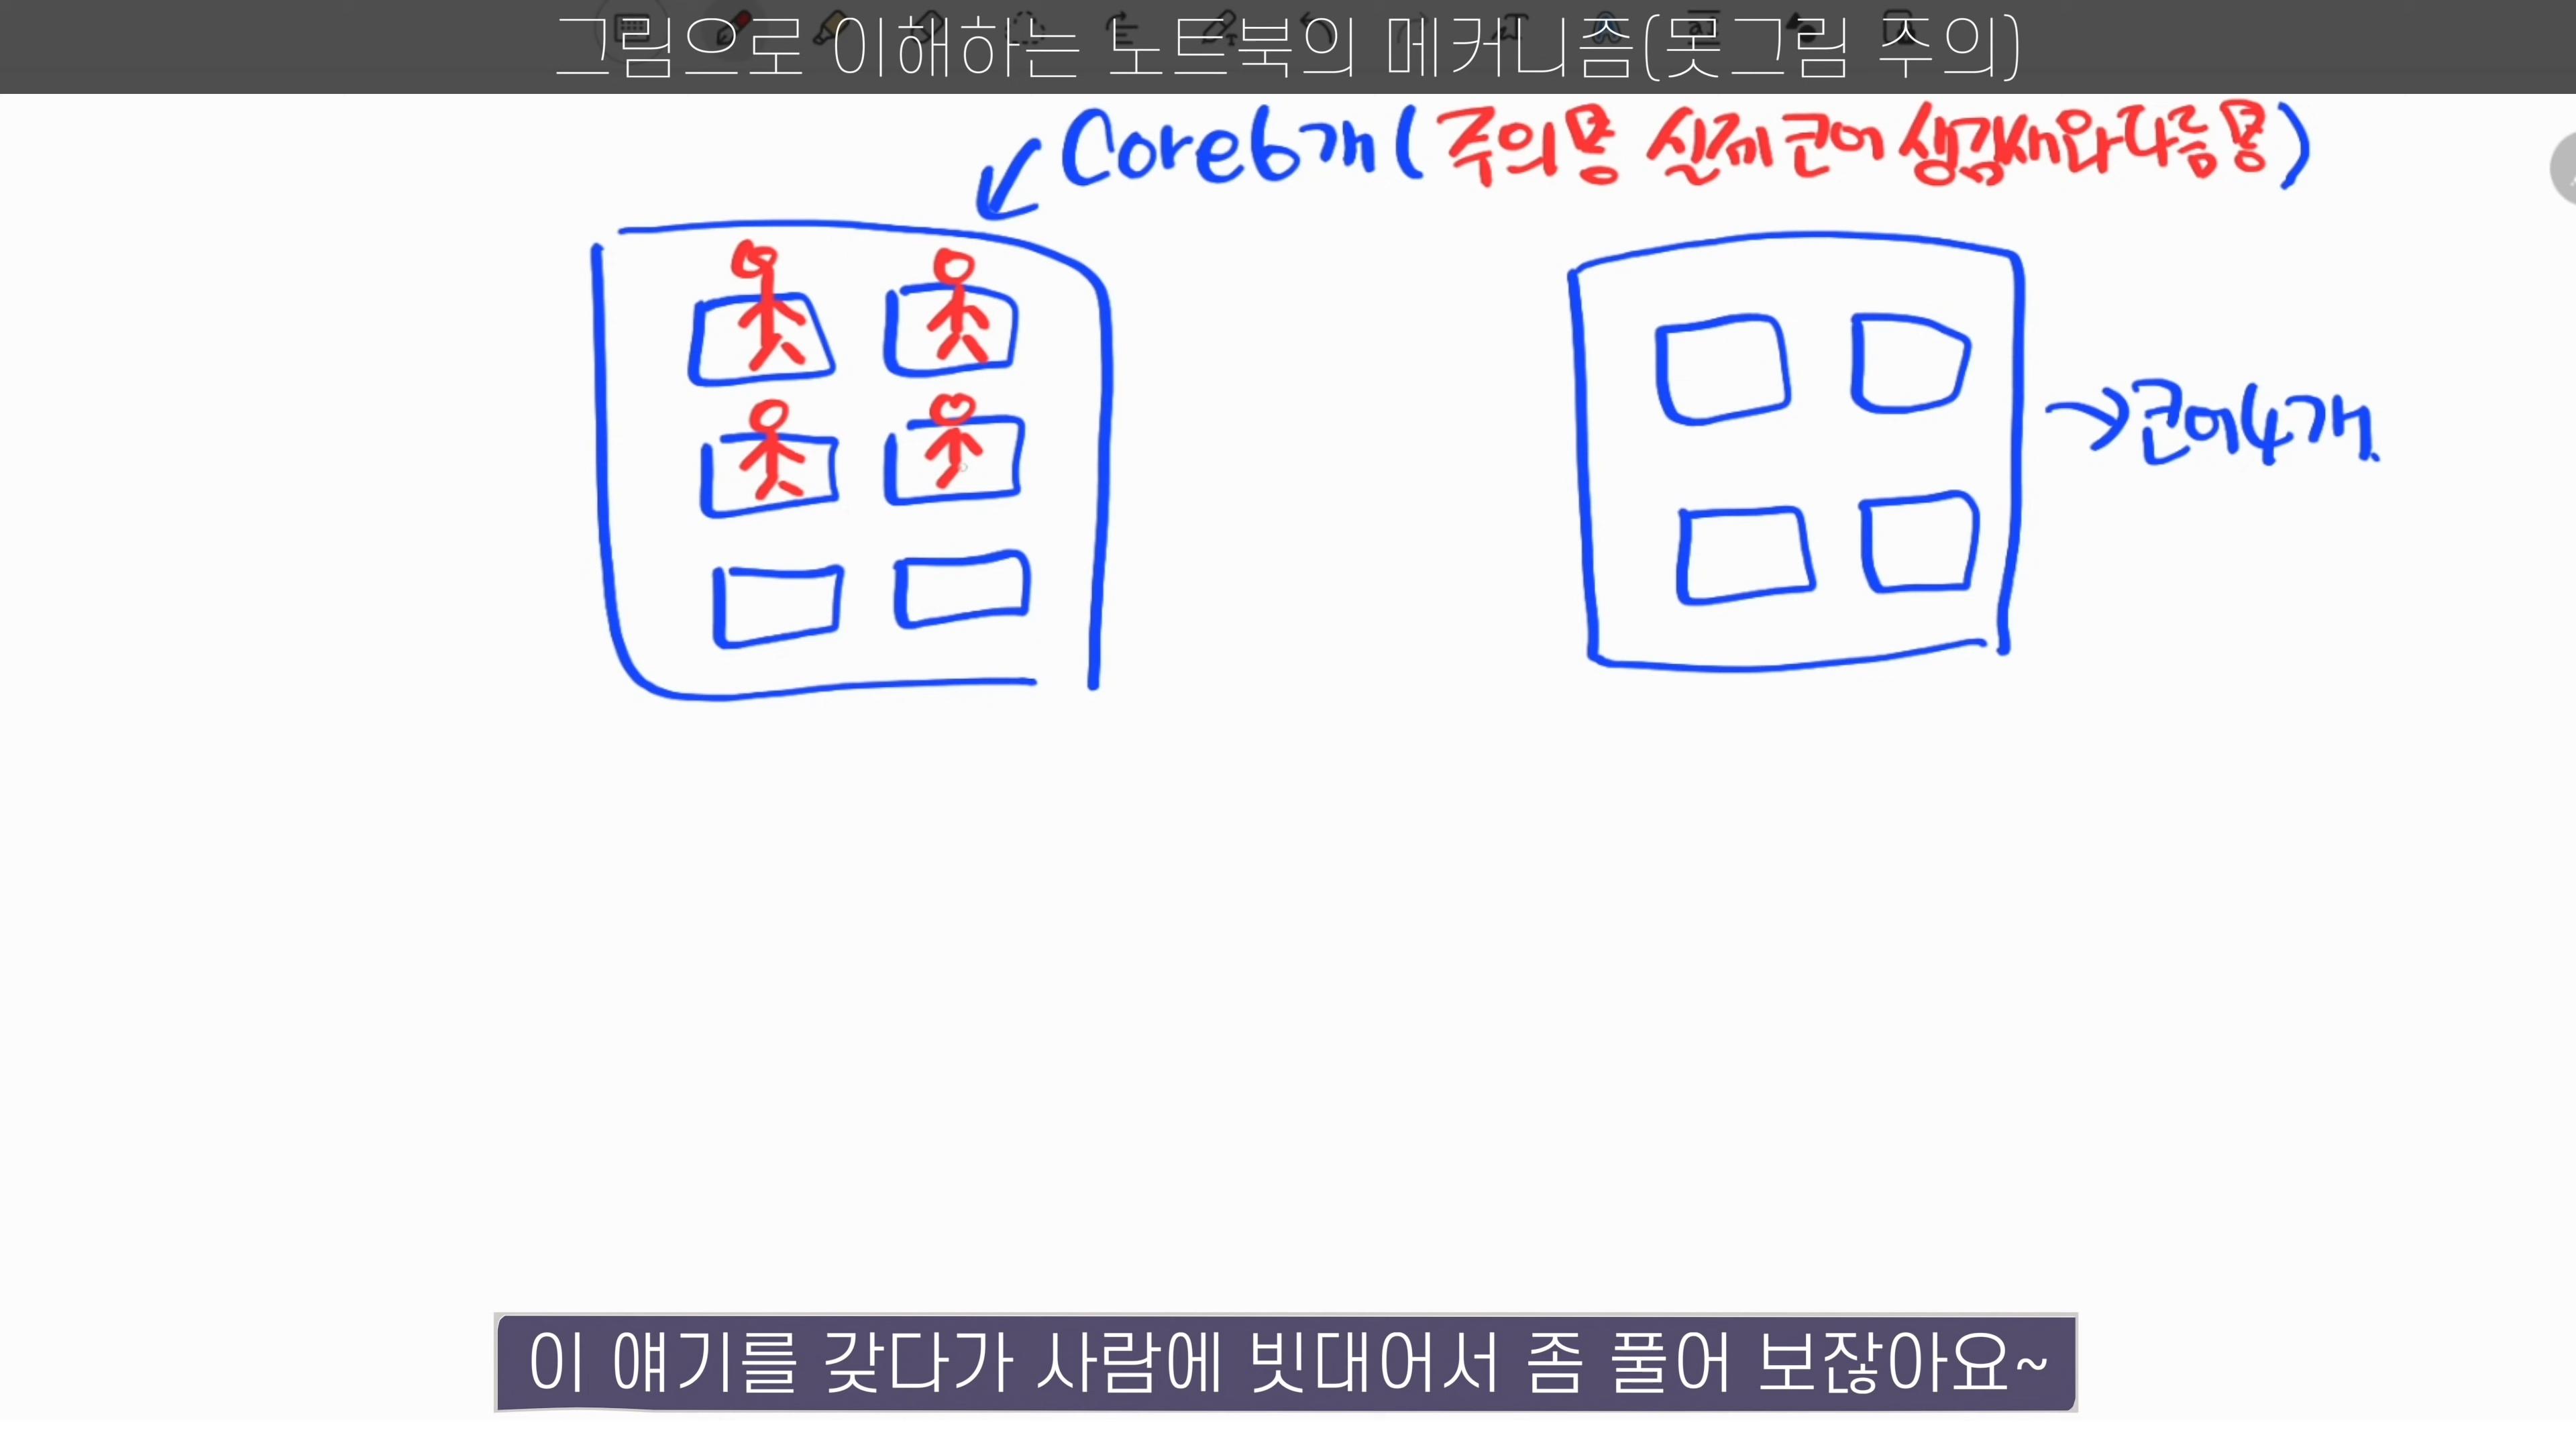 그림으로 이해하는 노트북의 메커니즘(못그림 주의)
Core6개(주의몽 실제 코어 생김새와 다름 몽)
→코어4개.
이 얘기를 갖다가 사람에 빗대어서 좀 풀어 보잖아요~